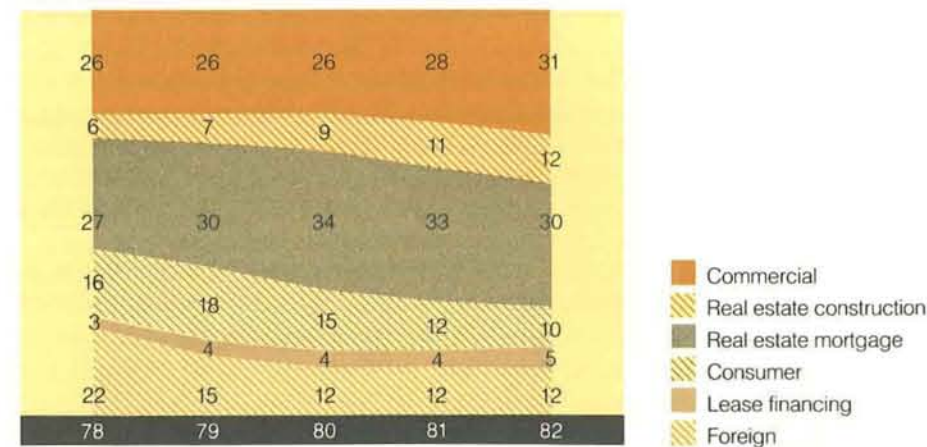 26 26 26 28 31
6 7 9 11 12
27 30 34 33 30
16 18 15 12 10
3 4 4 4 5
22 15 12 12 12
78 79 80 81 82
Commercial
Real estate construction
Real estate mortgage
Consumer
Lease financing
Foreign